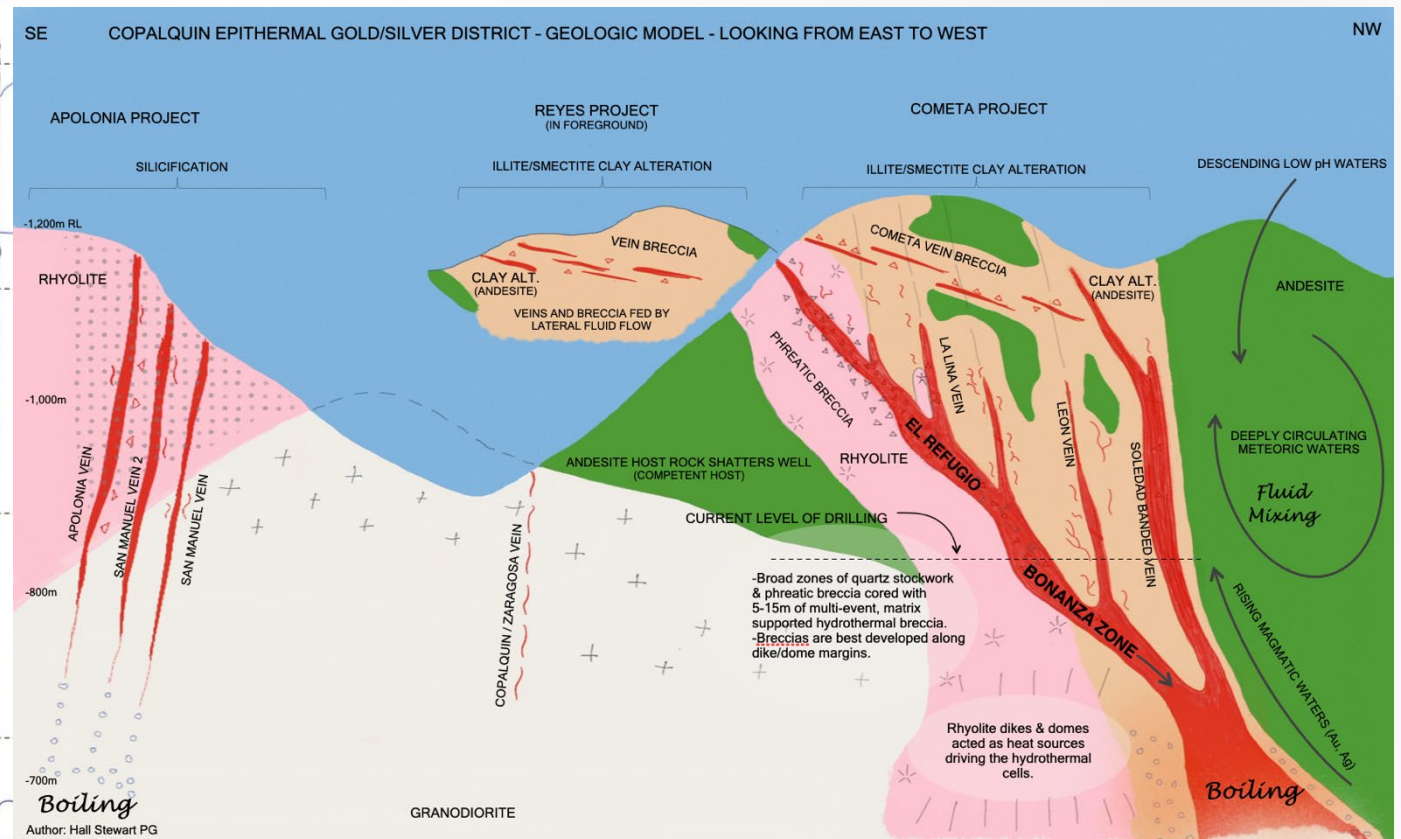 SE
COPALQUIN EPITHERMAL GOLD/SILVER DISTRICT - GEOLOGIC MODEL - LOOKING FROM EAST TO WEST
NW
APOLONIA PROJECT
REYES PROJECT
(IN FOREGROUND)
COMETA PROJECT
SILICIFICATION
ILLITE/SMECTITE CLAY ALTERATION
ILLITE/SMECTITE CLAY ALTERATION
DESCENDING LOW pH WATERS
-1,200m RL
RHYOLITE
VEIN BRECCIA
CLAY ALT.
(ANDESITE)
VEINS AND BRECCIA FED BY
LATERAL FLUID FLOW
COMETA VEIN BRECCIA
CLAY ALT.
(ANDESITE)
ANDESITE
PHREATIC BRECCIA
LA LINA VEIN
-1,000m
EL REFUGIO
LEON VEIN
SOLEDAD BANDED VEIN
DEEPLY CIRCULATING
METEORIC WATERS
Fluid
Mixing
APOLONIA VEIN
SAN MANUEL VEIN 2
SAN MANUEL VEIN
ANDESITE HOST ROCK SHATTERS WELL
(COMPETENT HOST)
RHYOLITE
CURRENT LEVEL OF DRILLING
COPALQUIN / ZARAGOSA VEIN
-800m
-Broad zones of quartz stockwork
& phreatic breccia cored with
5-15m of multi-event, matrix
supported hydrothermal breccia.
-Breccias are best developed along
dike/dome margins.
BONANZA ZONE
RISING MAGMATIC WATERS (Au, Ag)
Rhyolite dikes & domes
acted as heat sources
driving the hydrothermal
cells.
-700m
Boiling
Boiling
GRANODIORITE
Author: Hall Stewart PG